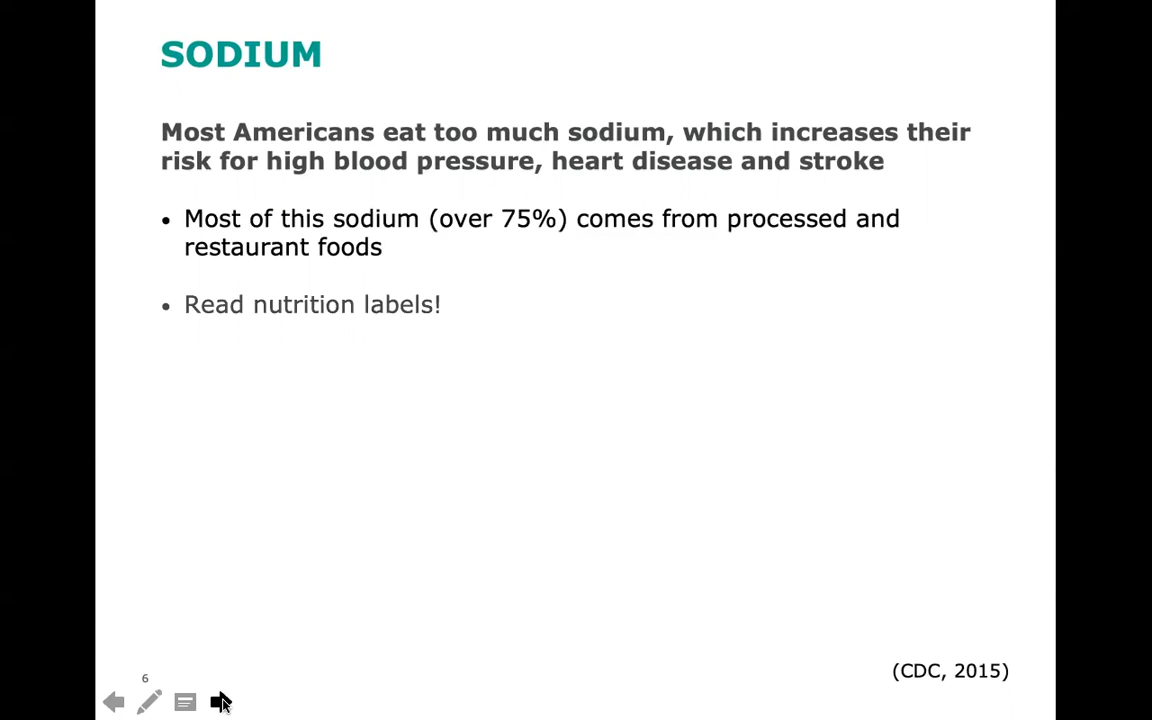 SODIUM
Most Americans eat too much sodium, which increases their
risk for high blood pressure, heart disease and stroke
• Most of this sodium (over 75%) comes from processed and
restaurant foods
• Read nutrition labels!
(CDC, 2015)
6